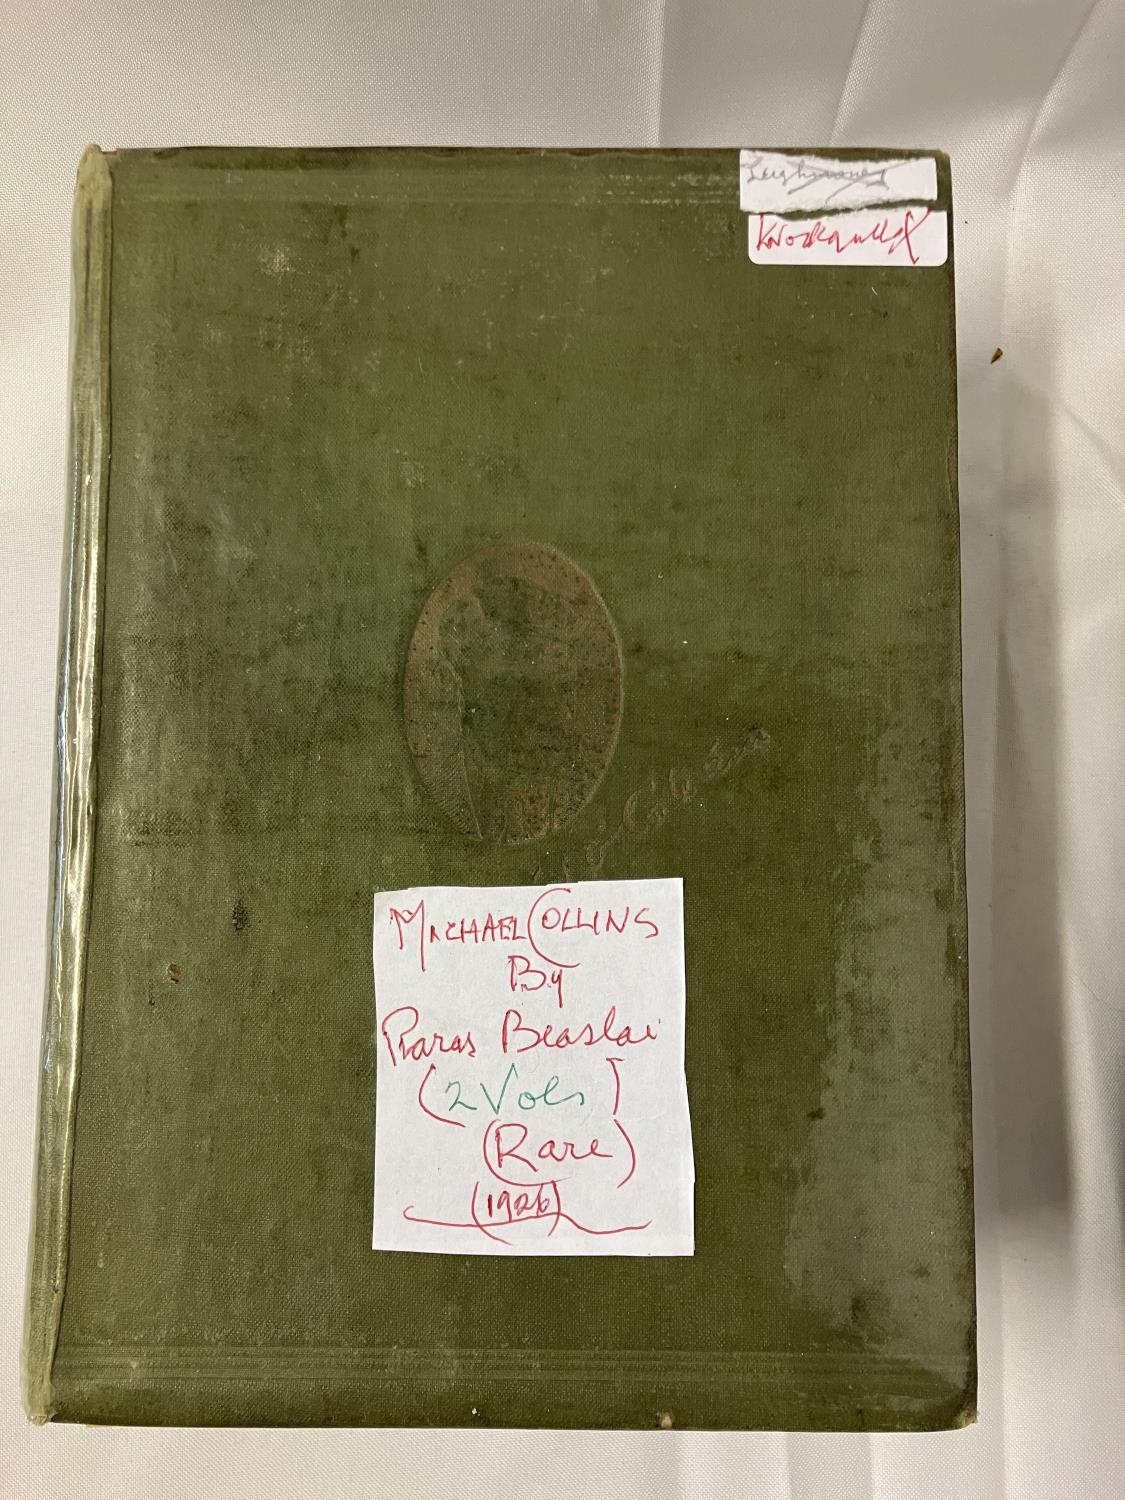 MICHAEL COLLINS
By
Piaras Beaslai
(2 Vols)
(Rare)
(1926)